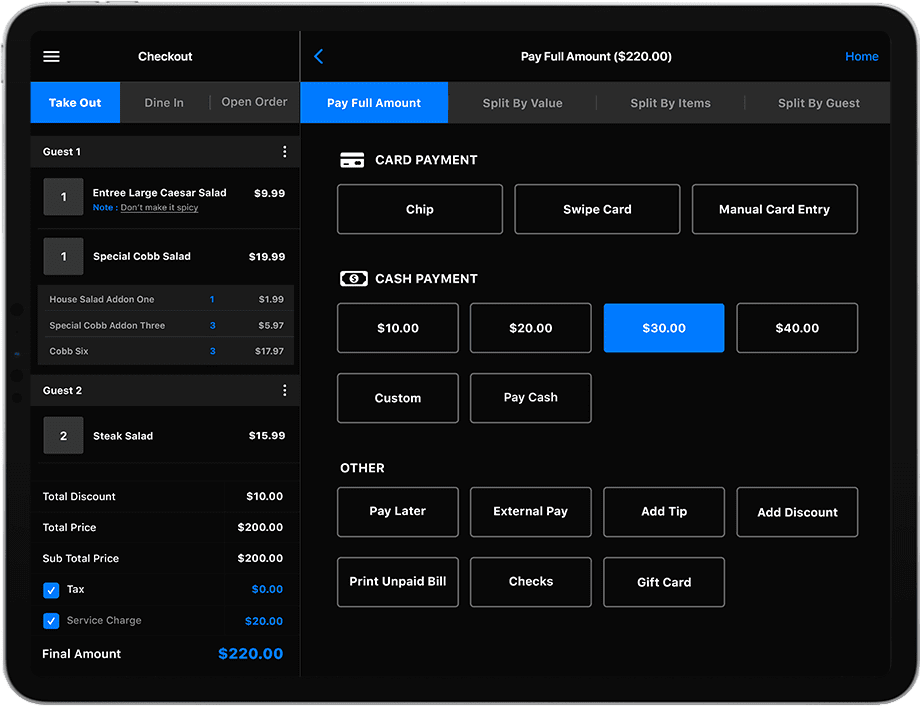 Checkout
Take Out Dine In Open Order
Guest 1
1 Entree Large Caesar Salad $9.99
Note : Don't make it spicy
1 Special Cobb Salad $19.99
House Salad Addon One 1 $1.99
Special Cobb Addon Three 3 $5.97
Cobb Six 3 $17.97
Guest 2
2 Steak Salad $15.99
Total Discount $10.00
Total Price $200.00
Sub Total Price $200.00
Tax $0.00
Service Charge $20.00
Final Amount $220.00
Pay Full Amount ($220.00) Home
Pay Full Amount Split By Value Split By Items Split By Guest
CARD PAYMENT
Chip Swipe Card Manual Card Entry
CASH PAYMENT
$10.00 $20.00 $30.00 $40.00
Custom Pay Cash
OTHER
Pay Later External Pay Add Tip Add Discount
Print Unpaid Bill Checks Gift Card